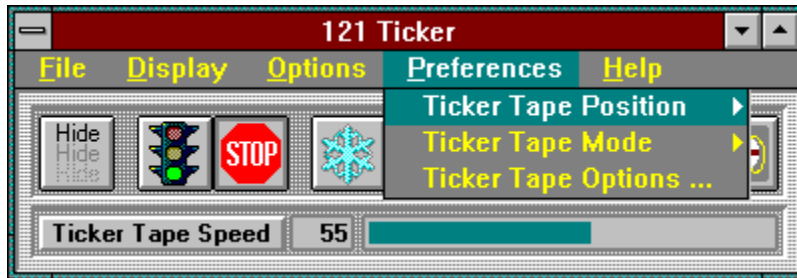 121 Ticker
File Display Options Preferences Help
Ticker Tape Position
Ticker Tape Mode
Ticker Tape Options ...
Hide
Hide
Hide
STOP
Ticker Tape Speed 55